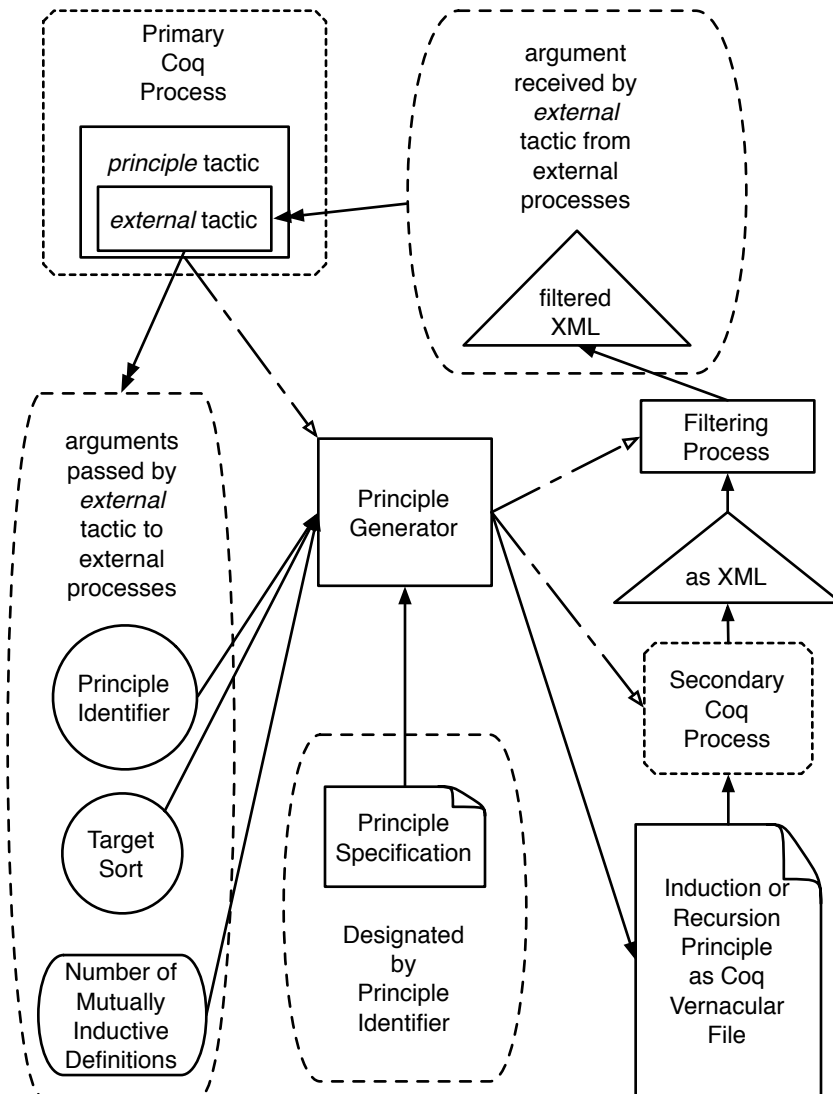 Primary
Coq
Process
principle tactic
external tactic
argument
received by
external
tactic from
external
processes
filtered
XML
arguments
passed by
external
tactic to
external
processes
Principle
Identifier
Target
Sort
Number of
Mutually
Inductive
Definitions
Principle
Generator
Principle
Specification
Designated
by
Principle
Identifier
Filtering
Process
as XML
Secondary
Coq
Process
Induction or
Recursion
Principle
as Coq
Vernacular
File